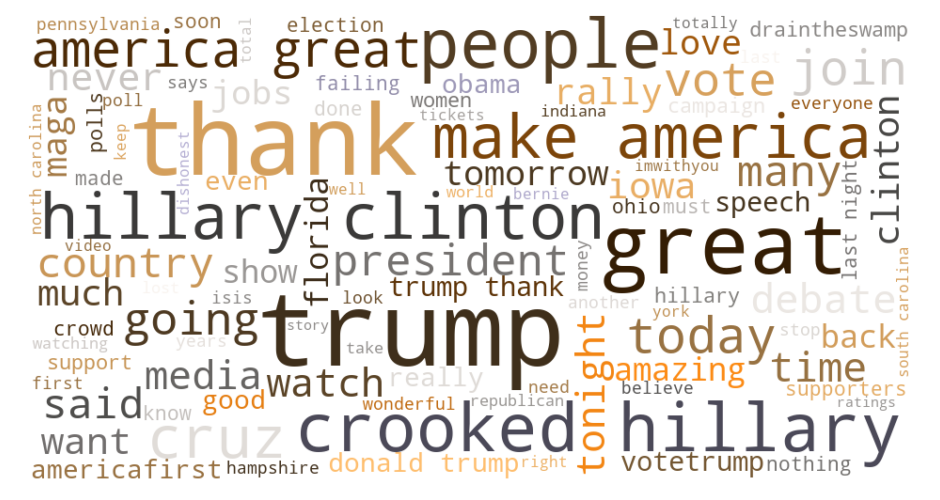 pennsylvania soon total election people totally draintheswamp
america great love last
never says failing obama rally vote join
jobs
maga polls poll keep thank done women tickets indiana campaign everyone
north carolina dishonest make america clinton
made even well tomorrow imwithyou many
world bernie iowa
hillary clinton florida ohio must speech last night
video great
country show president money
much isis look trump thank hillary another debate south carolina
lost york
crowd going story trump tonight today stop back
watching years take
support media watch really amazing time
first need believe supporters
said know good wonderful republican ratings
want cruz crooked hillary
americafirst hampshire donald trump right votetrump nothing